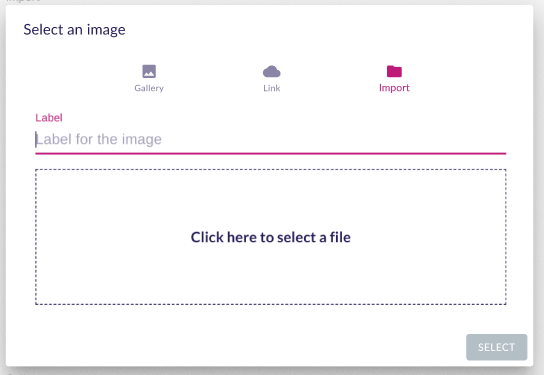 Select an image
Gallery
Link
Import
Label
Label for the image
Click here to select a file
SELECT